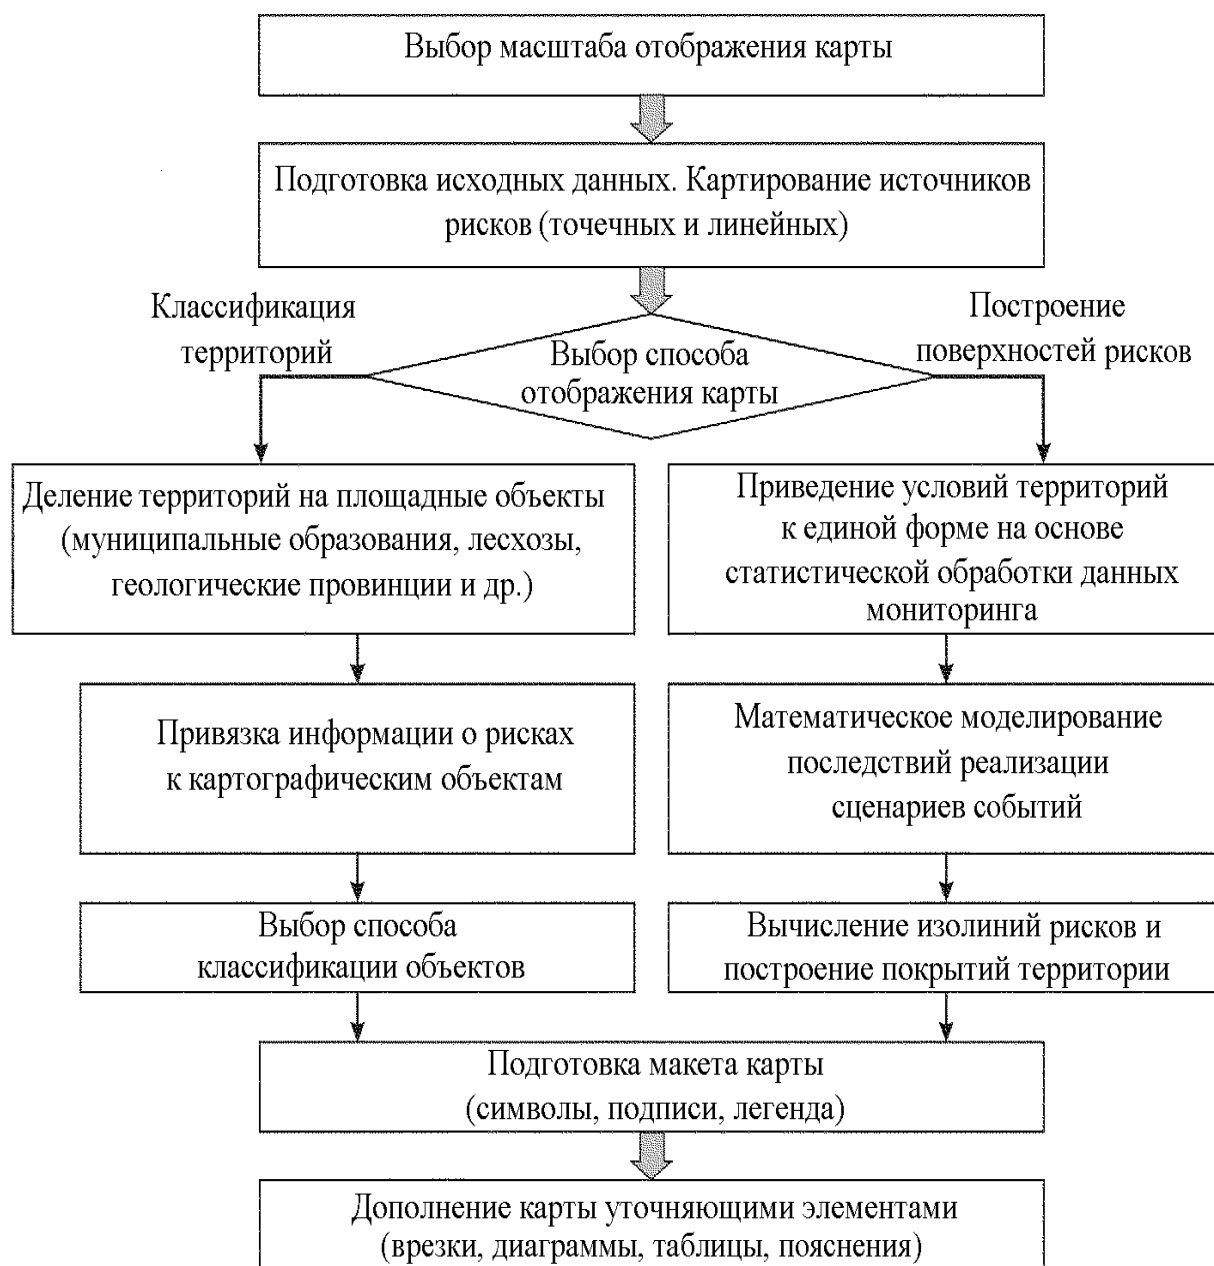 Выбор масштаба отображения карты
Подготовка исходных данных. Картирование источников
рисков (точечных и линейных)
Классификация
территорий
Выбор способа
отображения карты
Построение
поверхностей рисков
Деление территорий на площадные объекты
(муниципальные образования, лесхозы,
геологические провинции и др.)
Приведение условий территорий
к единой форме на основе
статистической обработки данных
мониторинга
Привязка информации о рисках
к картографическим объектам
Математическое моделирование
последствий реализации
сценариев событий
Выбор способа
классификации объектов
Вычисление изолиний рисков и
построение покрытий территории
Подготовка макета карты
(символы, подписи, легенда)
Дополнение карты уточняющими элементами
(врезки, диаграммы, таблицы, пояснения)